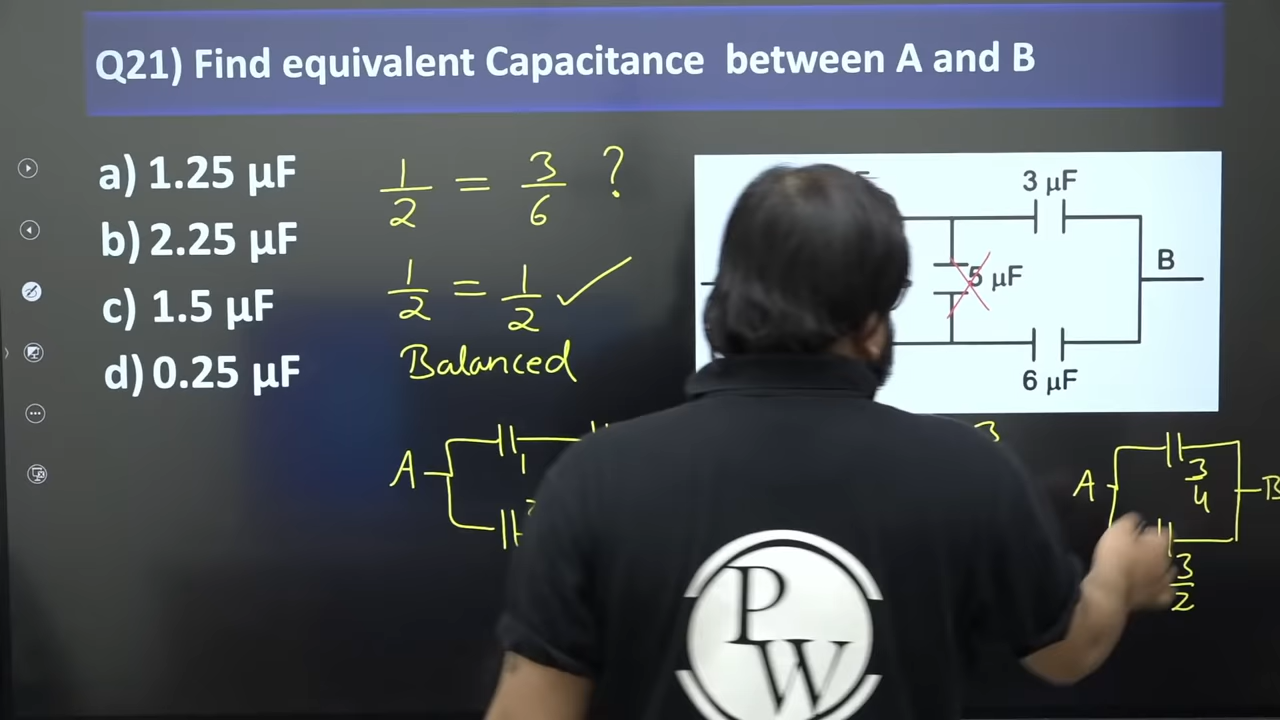 Q21) Find equivalent Capacitance between A and B
a) 1.25 µF
b) 2.25 µF
c) 1.5 µF
d) 0.25 µF
1/2 = 3/6 ?
1/2 = 1/2 ✓
Balanced
3 µF
5 µF
B
6 µF
A
1
3
A
3/4
B
3/2
PW